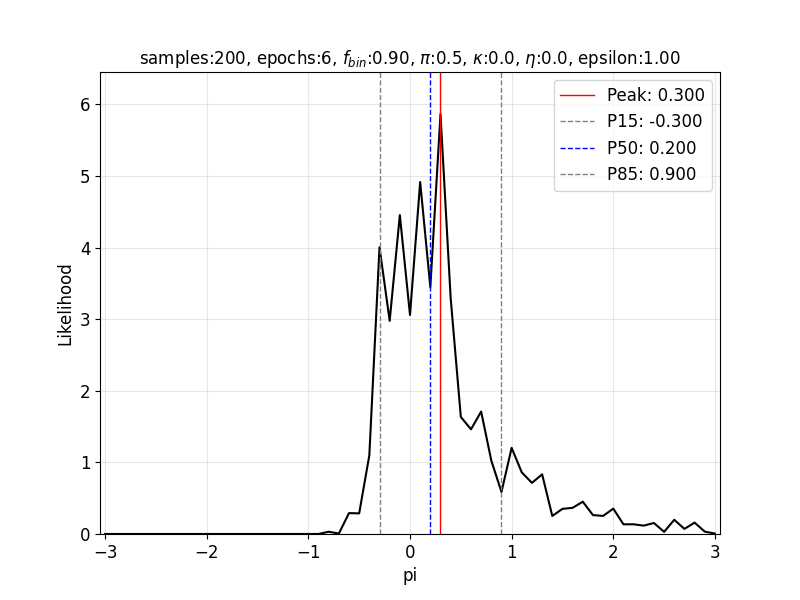 samples:200, epochs:6, f_bin:0.90, π:0.5, κ:0.0, η:0.0, epsilon:1.00
Peak: 0.300
P15: -0.300
P50: 0.200
P85: 0.900
6
5
4
3
2
1
0
Likelihood
−3 −2 −1 0 1 2 3
pi